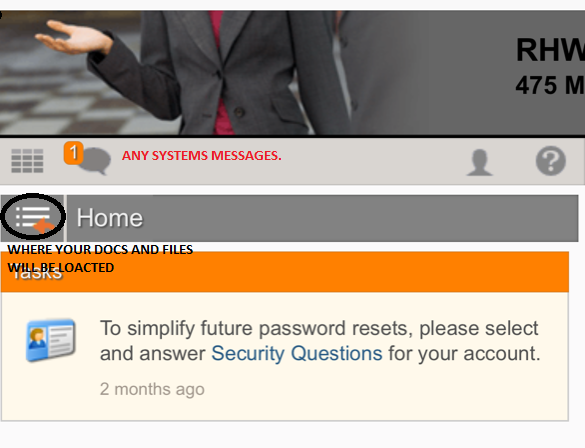 RHW
475 M
1 ANY SYSTEMS MESSAGES.
?
Home
WHERE YOUR DOCS AND FILES
WILL BE LOACTED
Tasks
To simplify future password resets, please select
and answer Security Questions for your account.
2 months ago